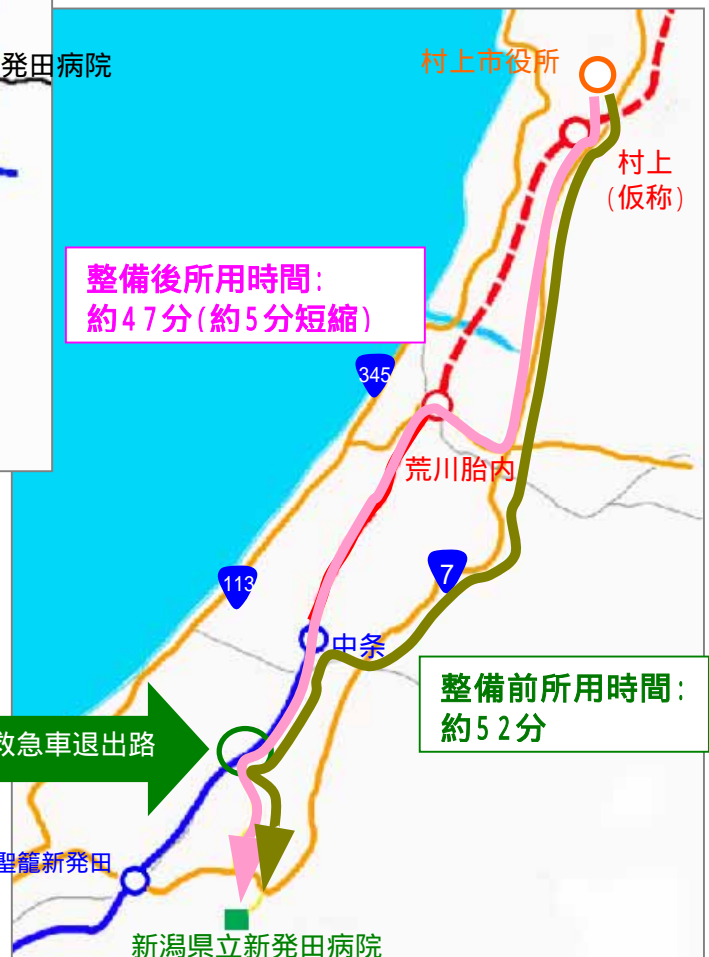 発田病院
村上市役所
村上
(仮称)
整備後所用時間:
約47分(約5分短縮)
345
荒川胎内
113
7
中条
整備前所用時間:
約52分
救急車退出路
聖籠新発田
新潟県立新発田病院